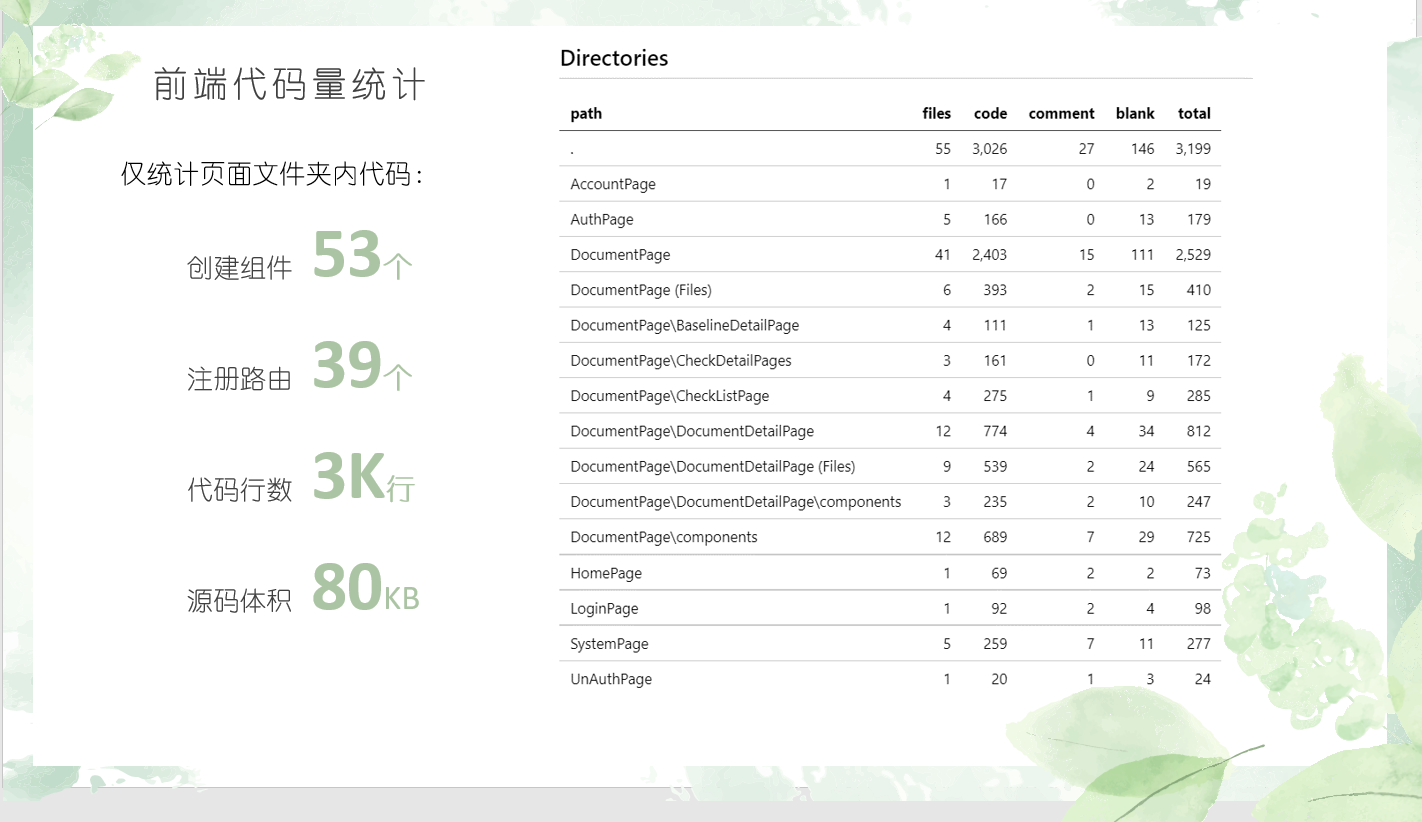 前端代码量统计
仅统计页面文件夹内代码：
创建组件 53个
注册路由 39个
代码行数 3K行
源码体积 80KB
Directories
path files code comment blank total
. 55 3,026 27 146 3,199
AccountPage 1 17 0 2 19
AuthPage 5 166 0 13 179
DocumentPage 41 2,403 15 111 2,529
DocumentPage (Files) 6 393 2 15 410
DocumentPage\BaselineDetailPage 4 111 1 13 125
DocumentPage\CheckDetailPages 3 161 0 11 172
DocumentPage\CheckListPage 4 275 1 9 285
DocumentPage\DocumentDetailPage 12 774 4 34 812
DocumentPage\DocumentDetailPage (Files) 9 539 2 24 565
DocumentPage\DocumentDetailPage\components 3 235 2 10 247
DocumentPage\components 12 689 7 29 725
HomePage 1 69 2 2 73
LoginPage 1 92 2 4 98
SystemPage 5 259 7 11 277
UnAuthPage 1 20 1 3 24